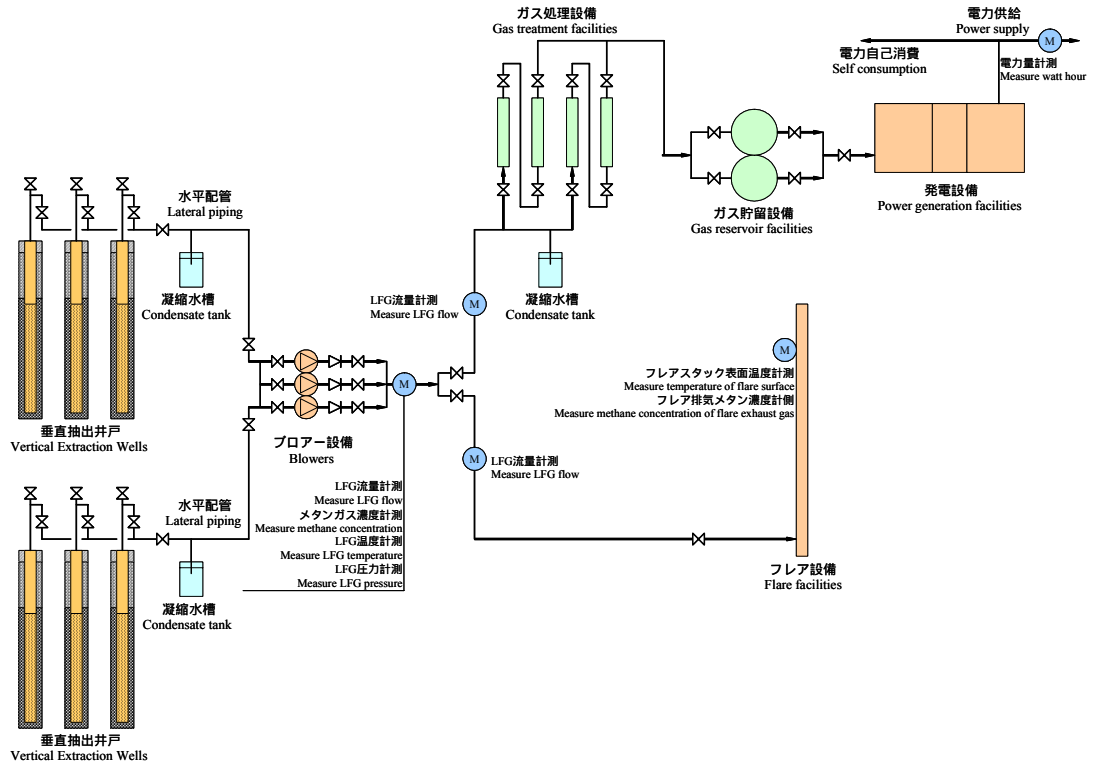 ガス処理設備
Gas treatment facilities
電力供給
Power supply
M
電力自己消費
Self consumption
電力量計測
Measure watt hour
発電設備
Power generation facilities
ガス貯留設備
Gas reservoir facilities
水平配管
Lateral piping
凝縮水槽
Condensate tank
垂直抽出井戸
Vertical Extraction Wells
LFG流量計測
Measure LFG flow
M
凝縮水槽
Condensate tank
M
ブロアー設備
Blowers
M
フレアスタック表面温度計測
Measure temperature of flare surface
フレア排気メタン濃度計側
Measure methane concentration of flare exhaust gas
M
LFG流量計測
Measure LFG flow
LFG流量計測
Measure LFG flow
メタンガス濃度計測
Measure methane concentration
LFG温度計測
Measure LFG temperature
LFG圧力計測
Measure LFG pressure
水平配管
Lateral piping
凝縮水槽
Condensate tank
フレア設備
Flare facilities
垂直抽出井戸
Vertical Extraction Wells